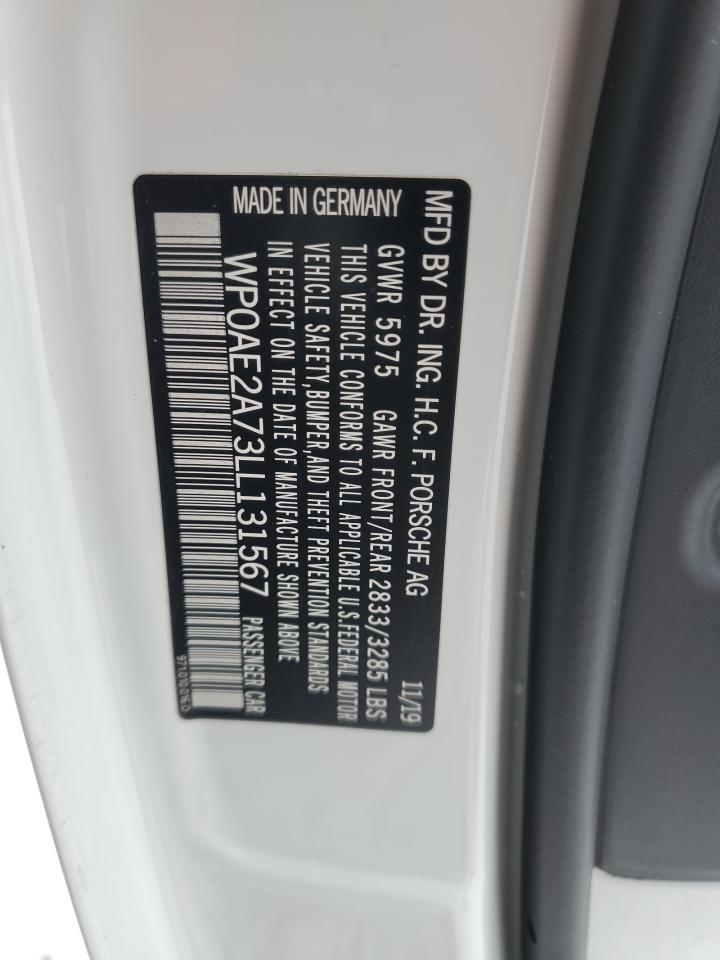 MFD BY DR. ING. H.C. F. PORSCHE AG 11/19
GVWR 5975 GAWR FRONT/REAR 2833/3285 LBS
THIS VEHICLE CONFORMS TO ALL APPLICABLE U.S.FEDERAL MOTOR
VEHICLE SAFETY,BUMPER,AND THEFT PREVENTION STANDARDS
IN EFFECT ON THE DATE OF MANUFACTURE SHOWN ABOVE
WP0AE2A73LL131567 PASSENGER CAR
971010016D
MADE IN GERMANY